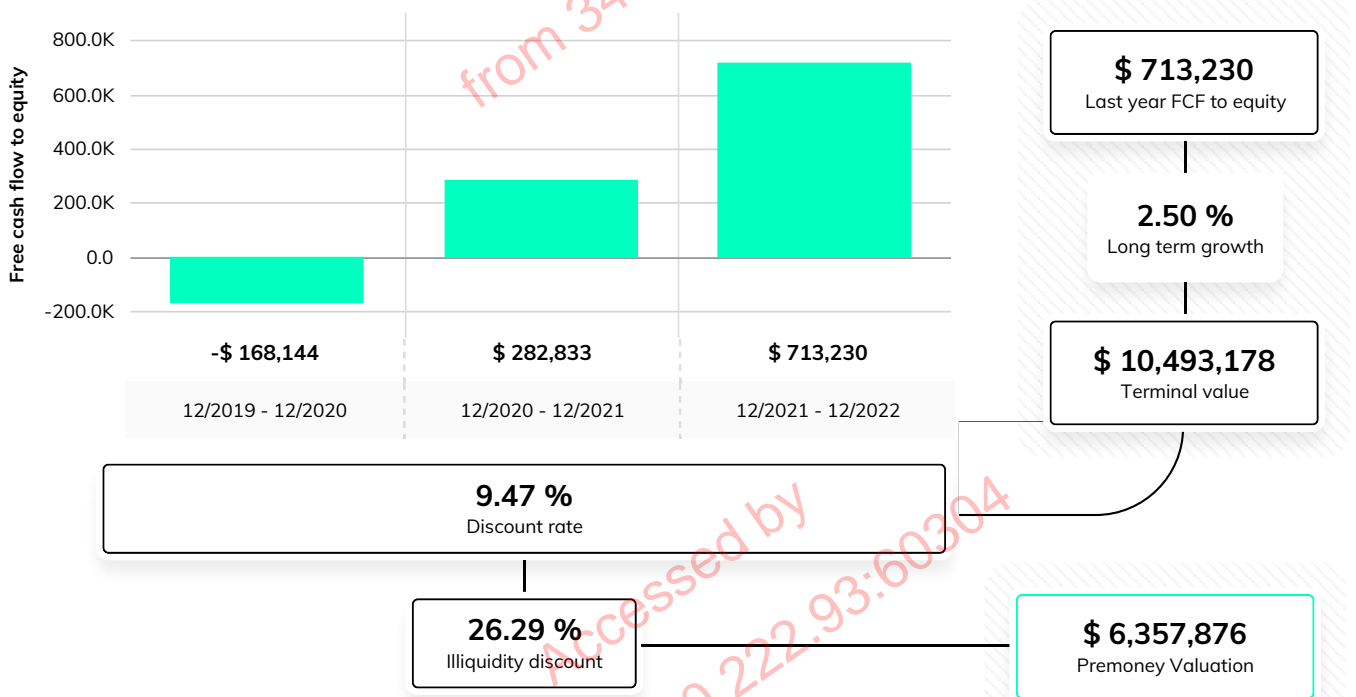 Free cash flow to equity
800.0K
600.0K
400.0K
200.0K
0.0
-200.0K
-$ 168,144
$ 282,833
$ 713,230
12/2019 - 12/2020
12/2020 - 12/2021
12/2021 - 12/2022
$ 713,230
Last year FCF to equity
2.50 %
Long term growth
$ 10,493,178
Terminal value
9.47 %
Discount rate
26.29 %
Illiquidity discount
$ 6,357,876
Premoney Valuation
from 34
Accessed by
222.93:60304